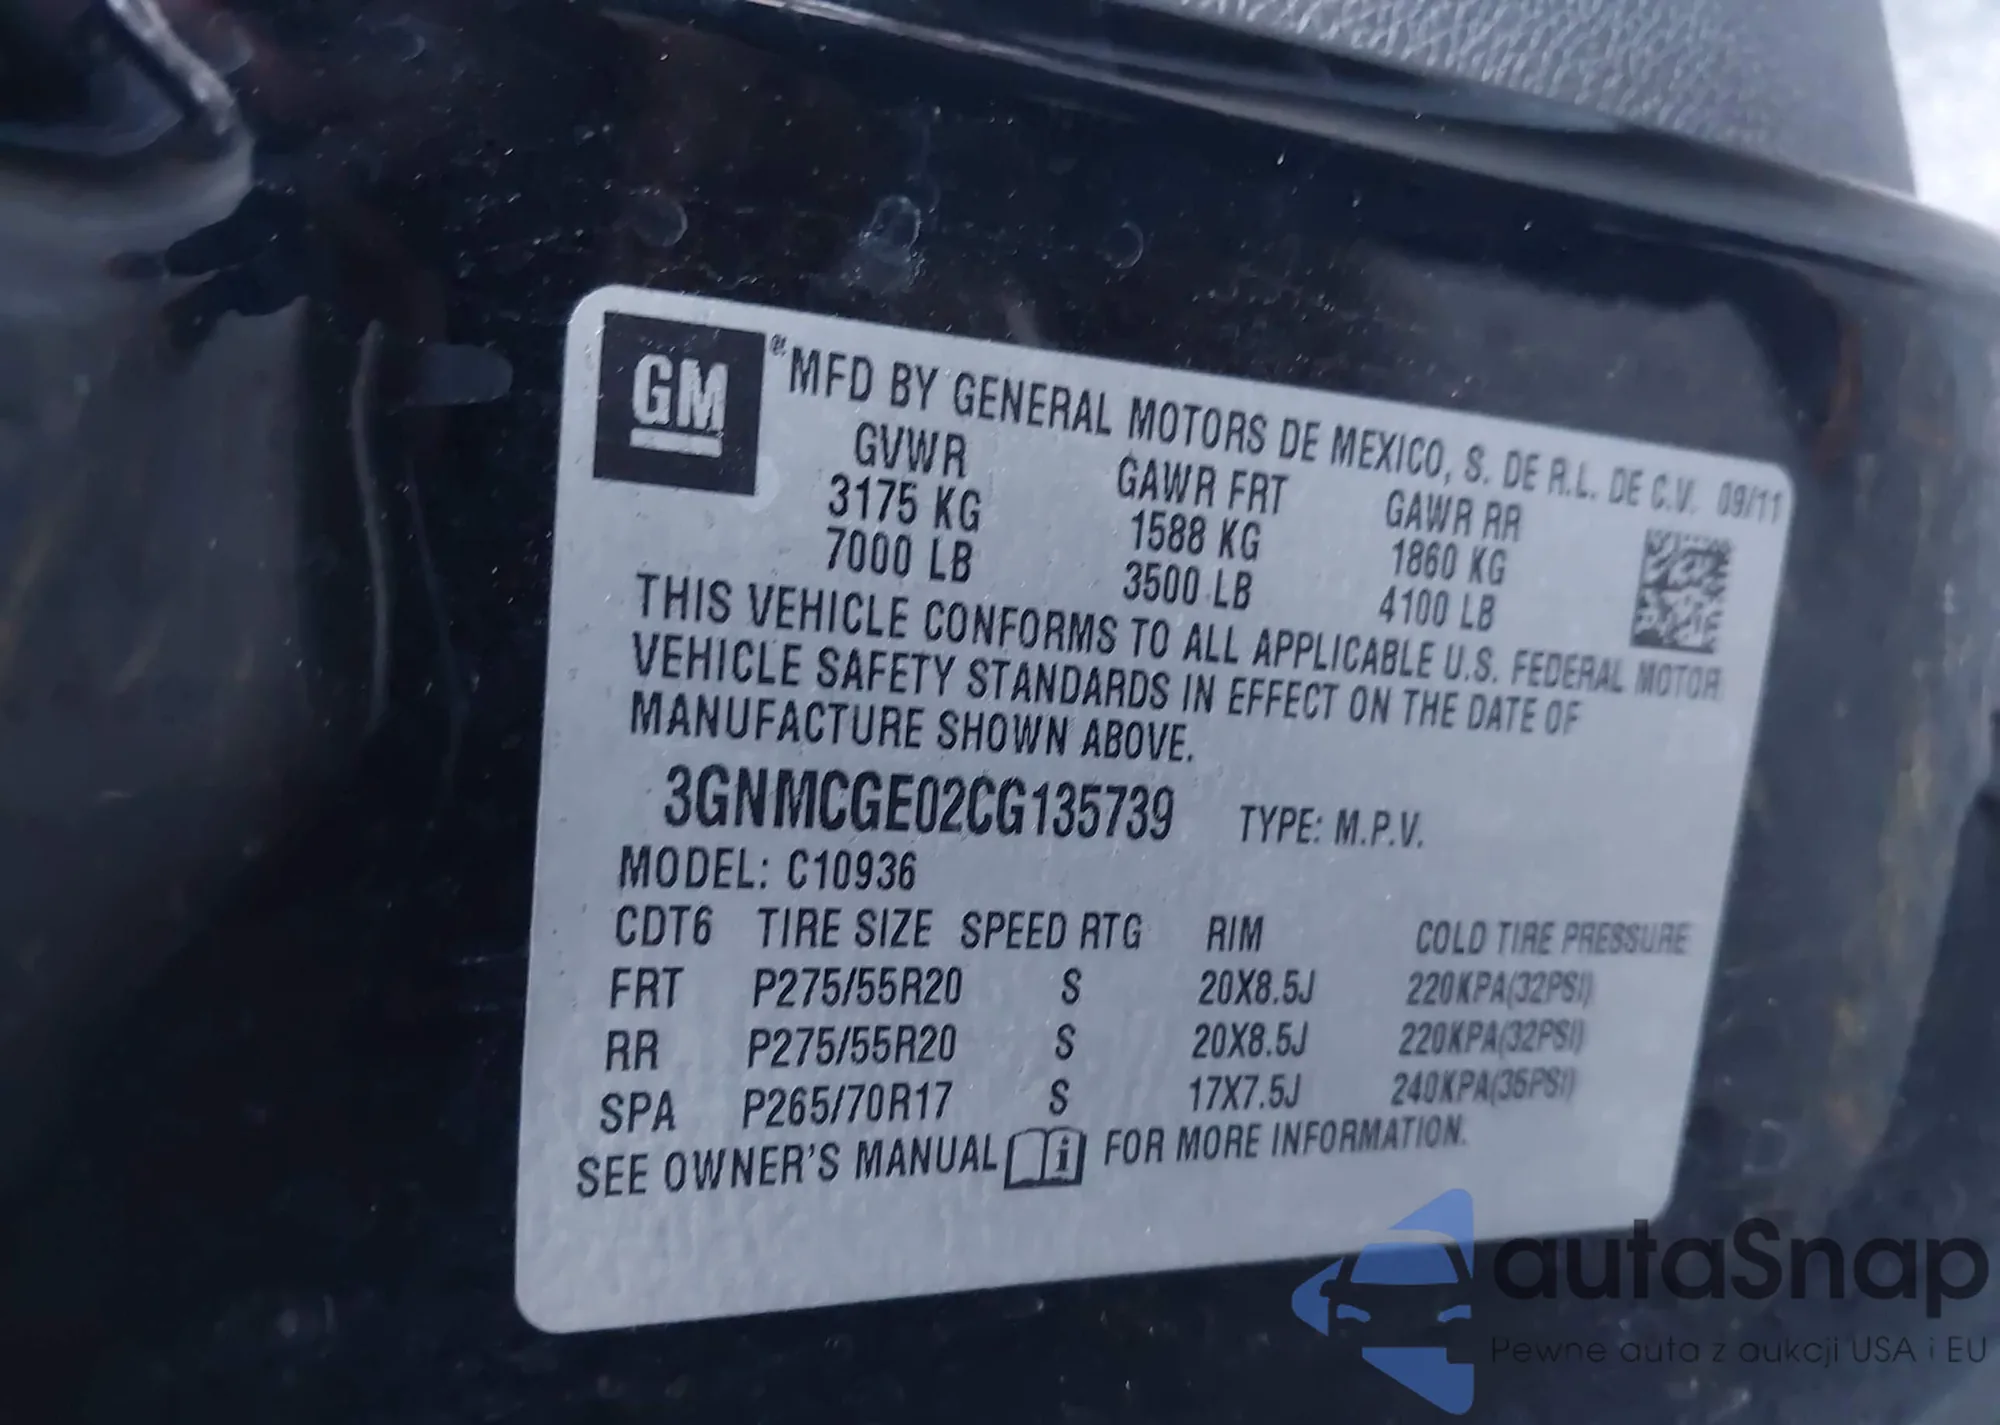 GM
® MFD BY GENERAL MOTORS DE MEXICO, S. DE R.L. DE C.V. 09/11
GVWR GAWR FRT GAWR RR
3175 KG 1588 KG 1860 KG
7000 LB 3500 LB 4100 LB
THIS VEHICLE CONFORMS TO ALL APPLICABLE U.S. FEDERAL MOTOR
VEHICLE SAFETY STANDARDS IN EFFECT ON THE DATE OF
MANUFACTURE SHOWN ABOVE.
3GNMCGE02CG135739 TYPE: M.P.V.
MODEL: C10936
CDT6 TIRE SIZE SPEED RTG RIM COLD TIRE PRESSURE
FRT P275/55R20 S 20X8.5J 220KPA(32PSI)
RR P275/55R20 S 20X8.5J 220KPA(32PSI)
SPA P265/70R17 S 17X7.5J 240KPA(35PSI)
SEE OWNER'S MANUAL i FOR MORE INFORMATION.
autaSnap
Pewne auta z aukcji USA i EU